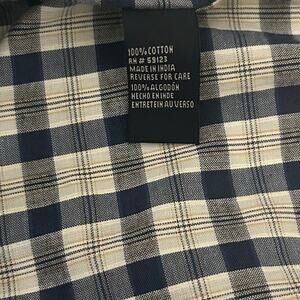 100% COTTON
RN # 59123
MADE IN INDIA
REVERSE FOR CARE
100% ALGODÓN
HECHO EN INDE
ENTRETEIN AU VERSO